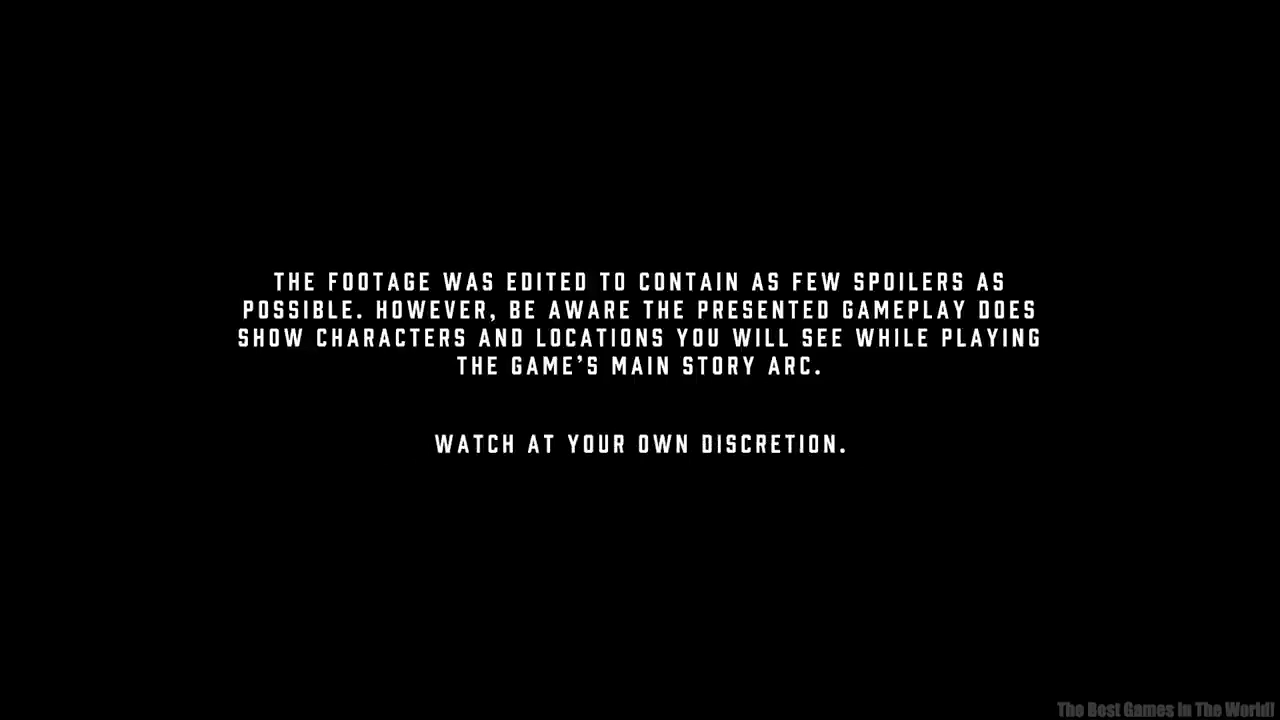 THE FOOTAGE WAS EDITED TO CONTAIN AS FEW SPOILERS AS
POSSIBLE. HOWEVER, BE AWARE THE PRESENTED GAMEPLAY DOES
SHOW CHARACTERS AND LOCATIONS YOU WILL SEE WHILE PLAYING
THE GAME'S MAIN STORY ARC.
WATCH AT YOUR OWN DISCRETION.
The Best Games In The World!